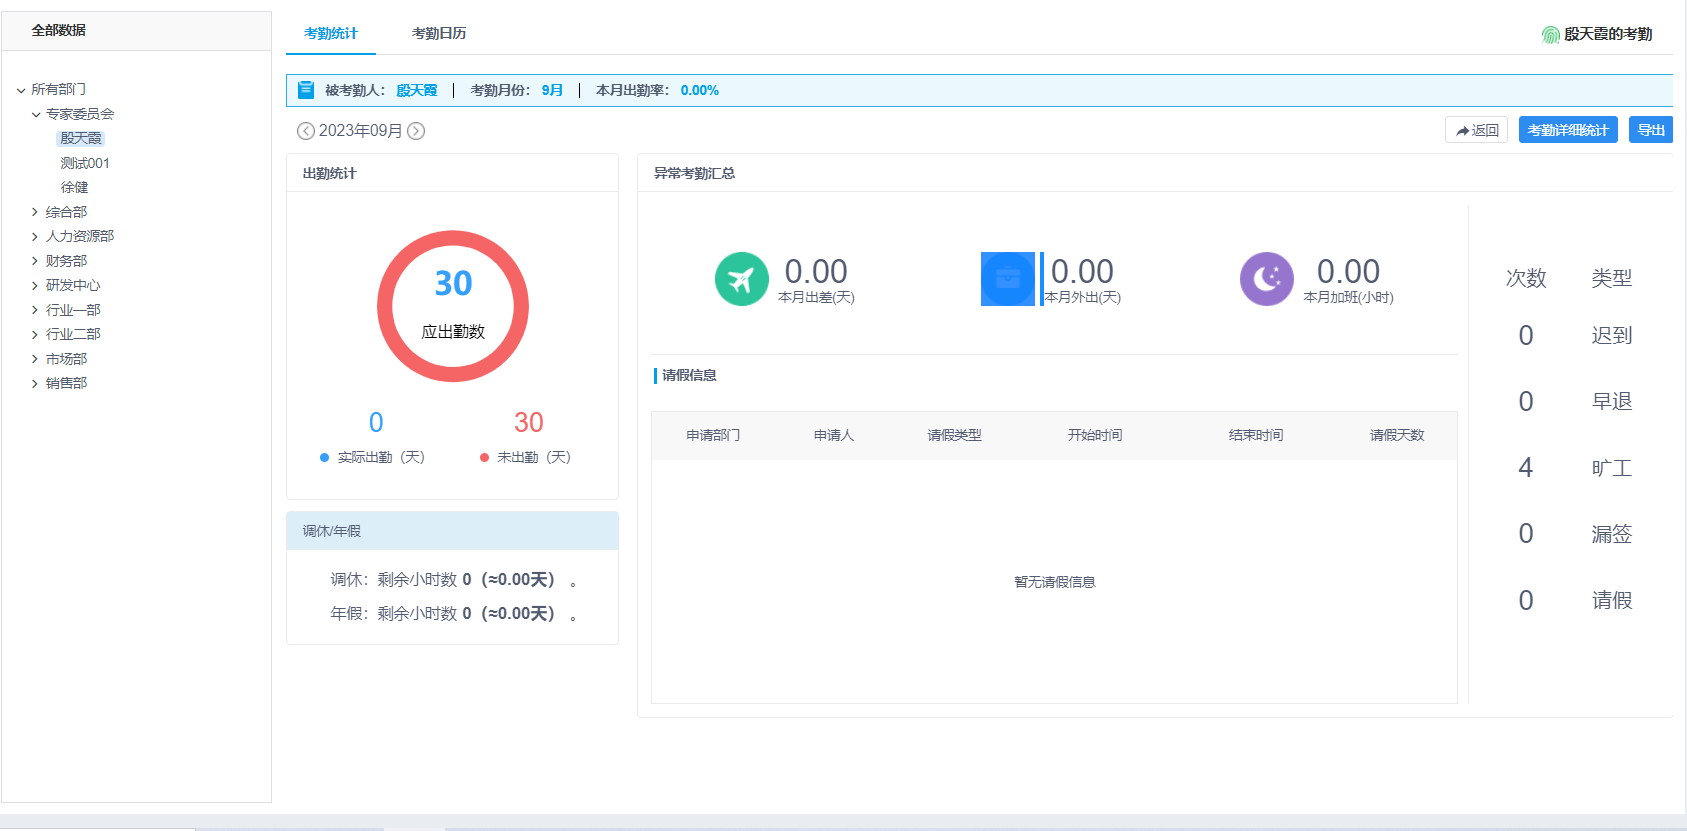 全部数据
所有部门
专家委员会
殷天霞
测试001
徐健
综合部
人力资源部
财务部
研发中心
行业一部
行业二部
市场部
销售部
考勤统计 考勤日历
殷天霞的考勤
被考勤人： 殷天霞 | 考勤月份： 9月 | 本月出勤率： 0.00%
2023年09月
返回 考勤详细统计 导出
出勤统计
30
应出勤数
0 30
实际出勤（天） 未出勤（天）
调休/年假
调休：剩余小时数 0（≈0.00天） 。
年假：剩余小时数 0（≈0.00天） 。
异常考勤汇总
0.00
本月出差(天)
0.00
本月外出(天)
0.00
本月加班(小时)
请假信息
申请部门 申请人 请假类型 开始时间 结束时间 请假天数
暂无请假信息
次数 类型
0 迟到
0 早退
4 旷工
0 漏签
0 请假